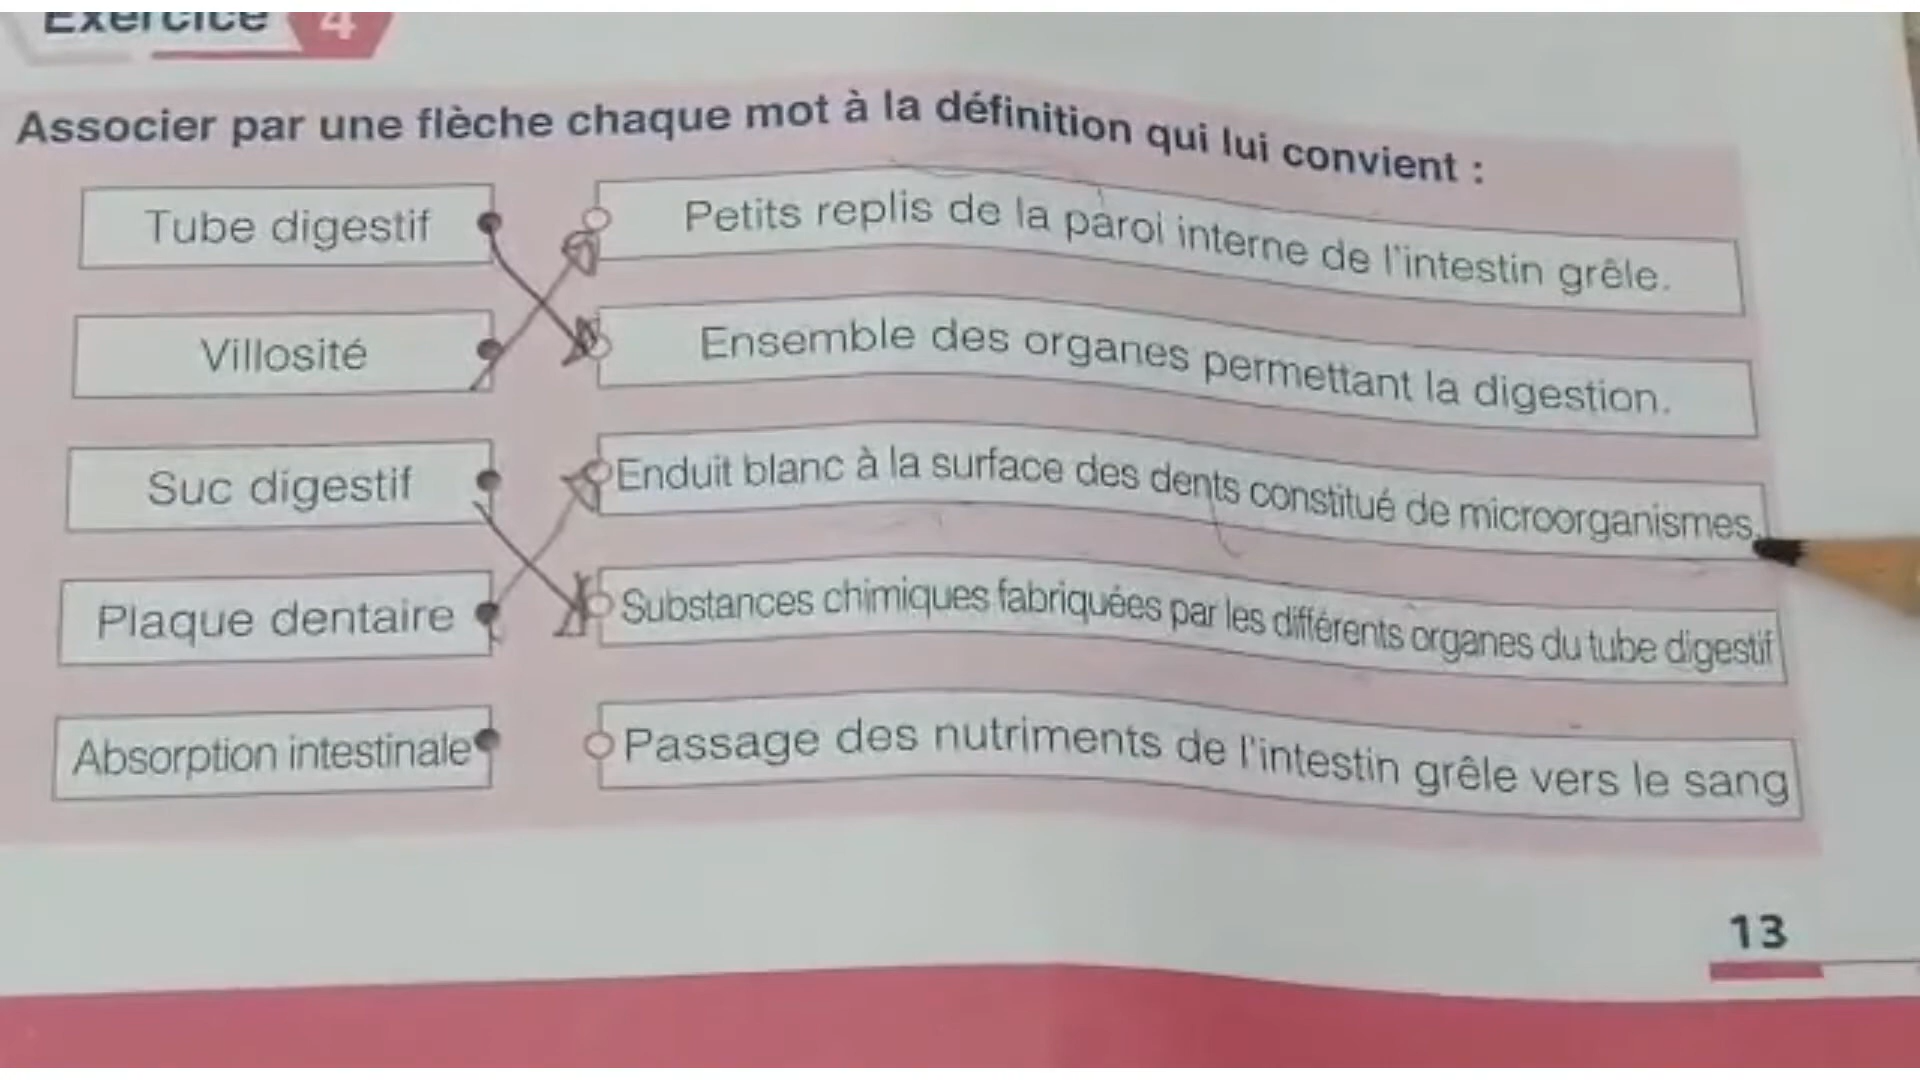 Exercice 4
Associer par une flèche chaque mot à la définition qui lui convient :
Tube digestif
Petits replis de la paroi interne de l'intestin grêle.
Villosité
Ensemble des organes permettant la digestion.
Suc digestif
Enduit blanc à la surface des dents constitué de microorganismes.
Plaque dentaire
Substances chimiques fabriquées par les différents organes du tube digestif
Absorption intestinale
Passage des nutriments de l'intestin grêle vers le sang
13